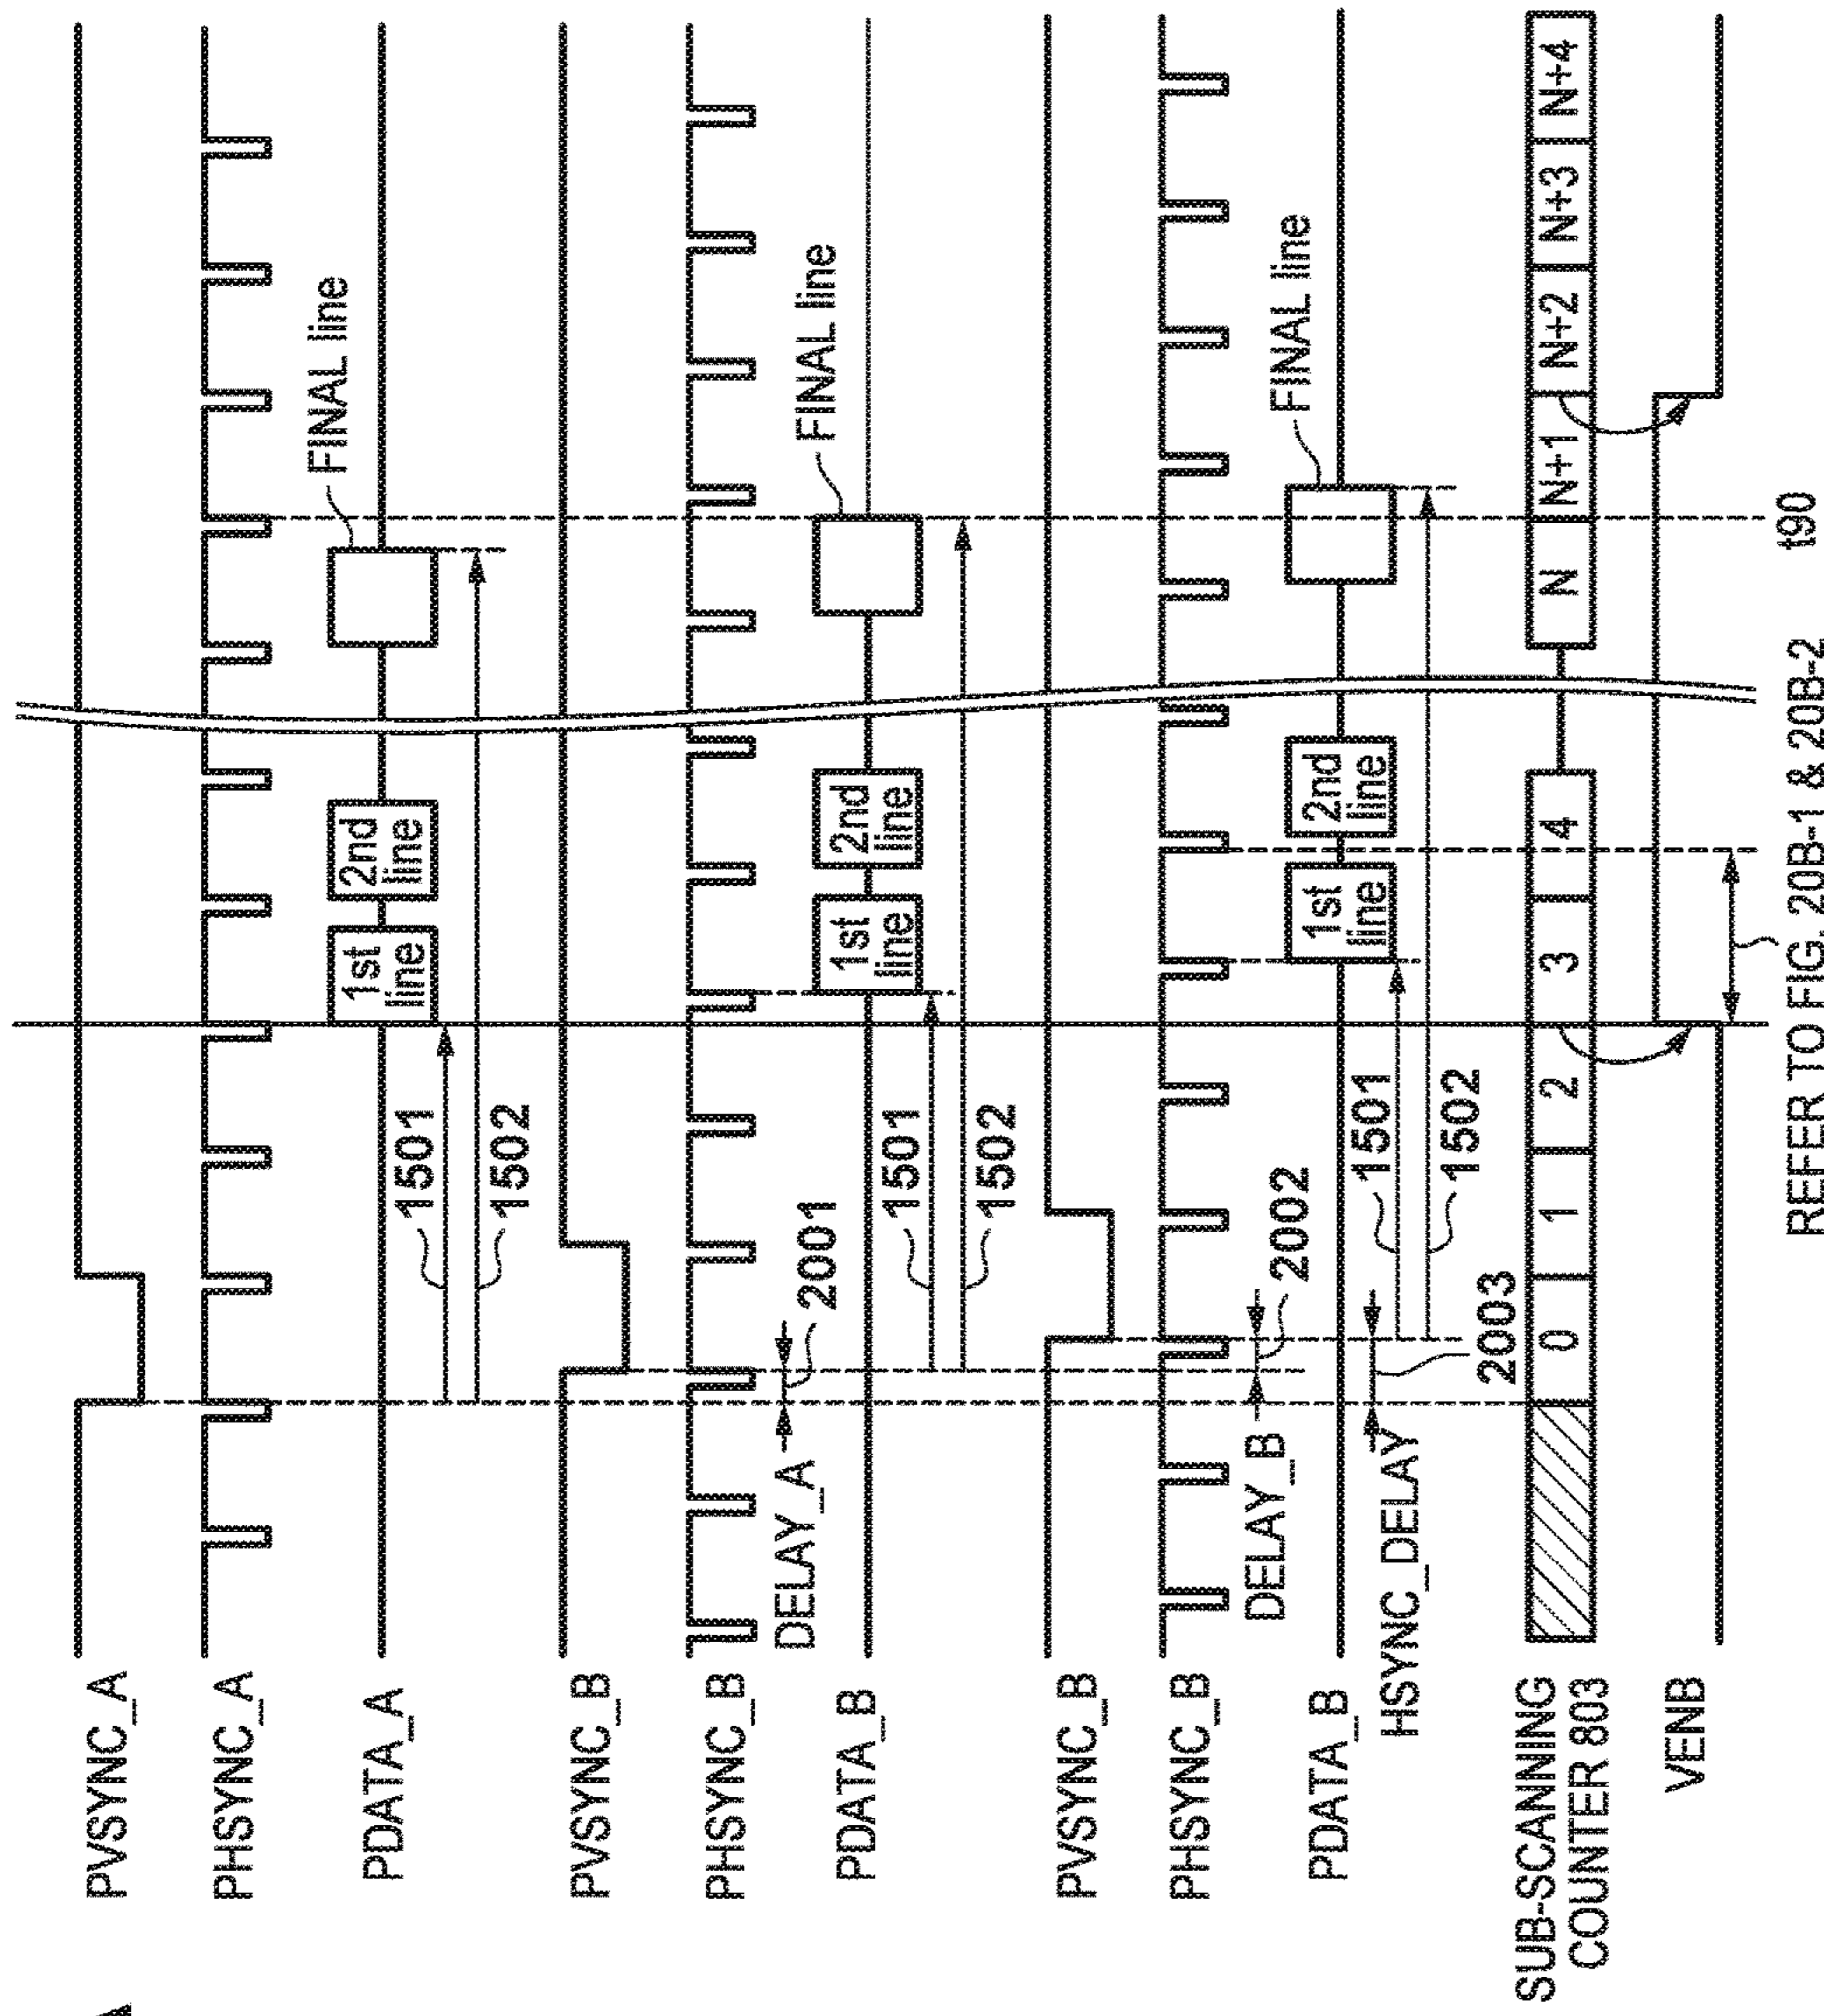 PVSYNC_A
PHSYNC_A
PDATA_A
1st line
2nd line
FINAL line
1501
1502
PVSYNC_B
PHSYNC_B
DELAY_A
2001
PDATA_B
1st line
2nd line
FINAL line
1501
1502
PVSYNC_B
PHSYNC_B
DELAY_B
2002
PDATA_B
1st line
2nd line
FINAL line
HSYNC_DELAY
1501
1502
2003
SUB-SCANNING
COUNTER 803
0 1 2 3 4 N N+1 N+2 N+3 N+4
VENB
REFER TO FIG. 20B-1 & 20B-2
t90